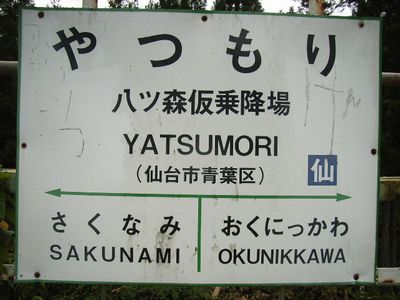 やつもり
八ツ森仮乗降場
YATSUMORI
(仙台市青葉区)
仙
さくなみ おくにっかわ
SAKUNAMI OKUNIKKAWA